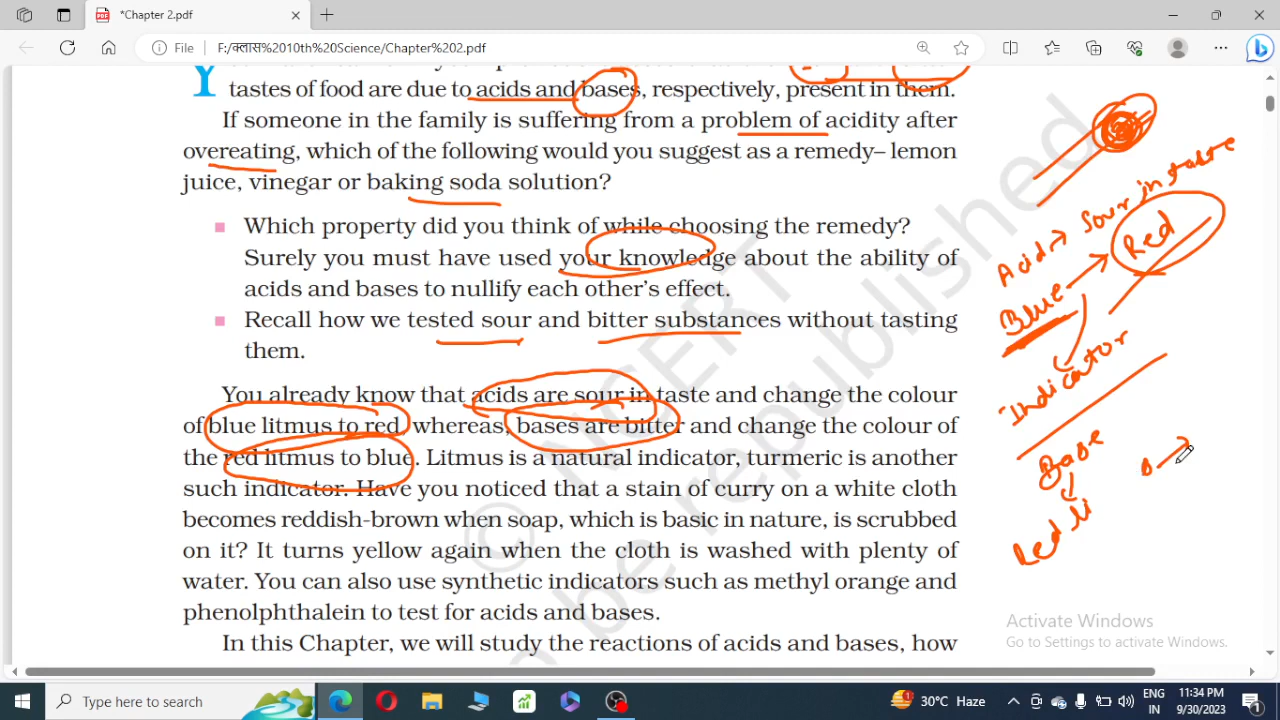 *Chapter 2.pdf
File F:/क्लास%2010th%20Science/Chapter%202.pdf
Y
tastes of food are due to acids and bases, respectively, present in them.
If someone in the family is suffering from a problem of acidity after
overeating, which of the following would you suggest as a remedy– lemon
juice, vinegar or baking soda solution?
Which property did you think of while choosing the remedy?
Surely you must have used your knowledge about the ability of
acids and bases to nullify each other's effect.
Recall how we tested sour and bitter substances without tasting
them.
You already know that acids are sour in taste and change the colour
of blue litmus to red, whereas, bases are bitter and change the colour of
the red litmus to blue. Litmus is a natural indicator, turmeric is another
such indicator. Have you noticed that a stain of curry on a white cloth
becomes reddish-brown when soap, which is basic in nature, is scrubbed
on it? It turns yellow again when the cloth is washed with plenty of
water. You can also use synthetic indicators such as methyl orange and
phenolphthalein to test for acids and bases.
In this Chapter, we will study the reactions of acids and bases, how
© NCERT
be republished
Acid → Sour in taste
Blue → Red
Indicator
Base
Red li
Activate Windows
Go to Settings to activate Windows.
Type here to search
1
30°C Haze
ENG
IN
11:34 PM
9/30/2023
1